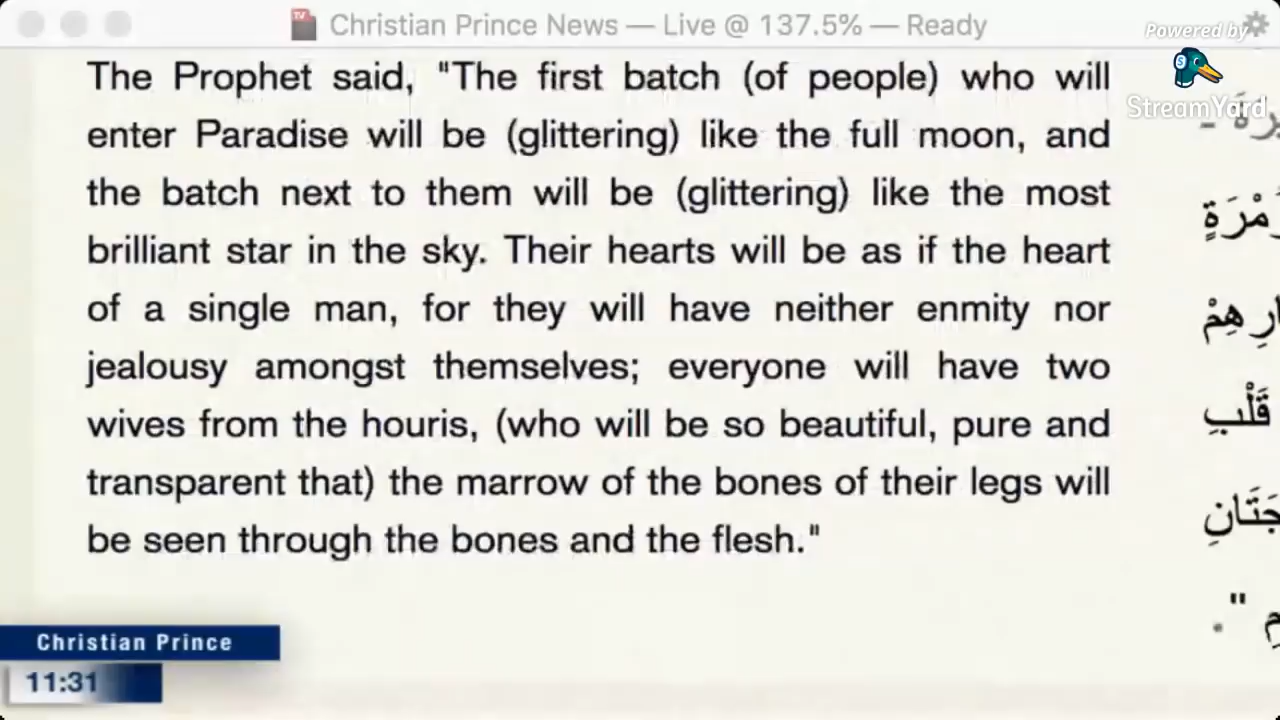 Christian Prince News — Live @ 137.5% — Ready
Powered by
StreamYard
The Prophet said, "The first batch (of people) who will
enter Paradise will be (glittering) like the full moon, and
the batch next to them will be (glittering) like the most
brilliant star in the sky. Their hearts will be as if the heart
of a single man, for they will have neither enmity nor
jealousy amongst themselves; everyone will have two
wives from the houris, (who will be so beautiful, pure and
transparent that) the marrow of the bones of their legs will
be seen through the bones and the flesh."
قَلْبِ
Christian Prince
11:31